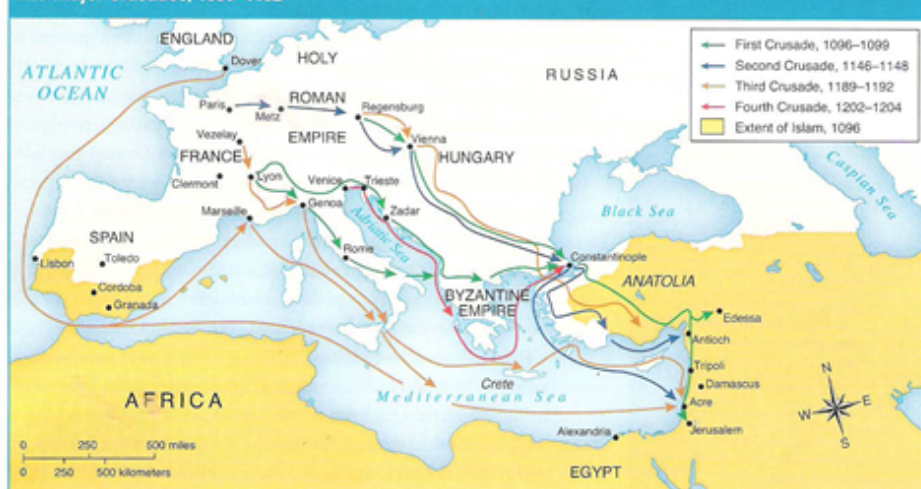 ENGLAND
Dover
HOLY
ATLANTIC
OCEAN
RUSSIA
First Crusade, 1096–1099
Second Crusade, 1146–1148
Third Crusade, 1189–1192
Fourth Crusade, 1202–1204
Extent of Islam, 1096
Paris
Metz
ROMAN
EMPIRE
Regensburg
Vienna
HUNGARY
Vezelay
FRANCE
Clermont
Lyon
Venice
Trieste
Genoa
Zadar
Marseille
Adriatic Sea
Black Sea
Caspian Sea
SPAIN
Lisbon
Toledo
Cordoba
Granada
Rome
Constantinople
BYZANTINE
EMPIRE
ANATOLIA
Edessa
Antioch
Tripoli
Damascus
Acre
Jerusalem
Crete
Mediterranean Sea
AFRICA
Alexandria
EGYPT
N
W
E
S
0 250 500 miles
0 250 500 kilometers